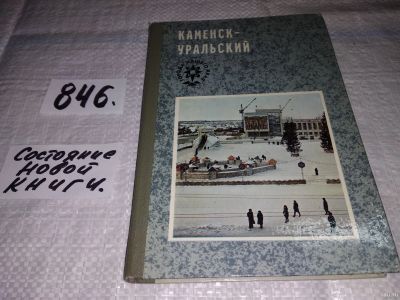 КАМЕНСК-
УРАЛЬСКИЙ
846.
Состояние
новой
книги.